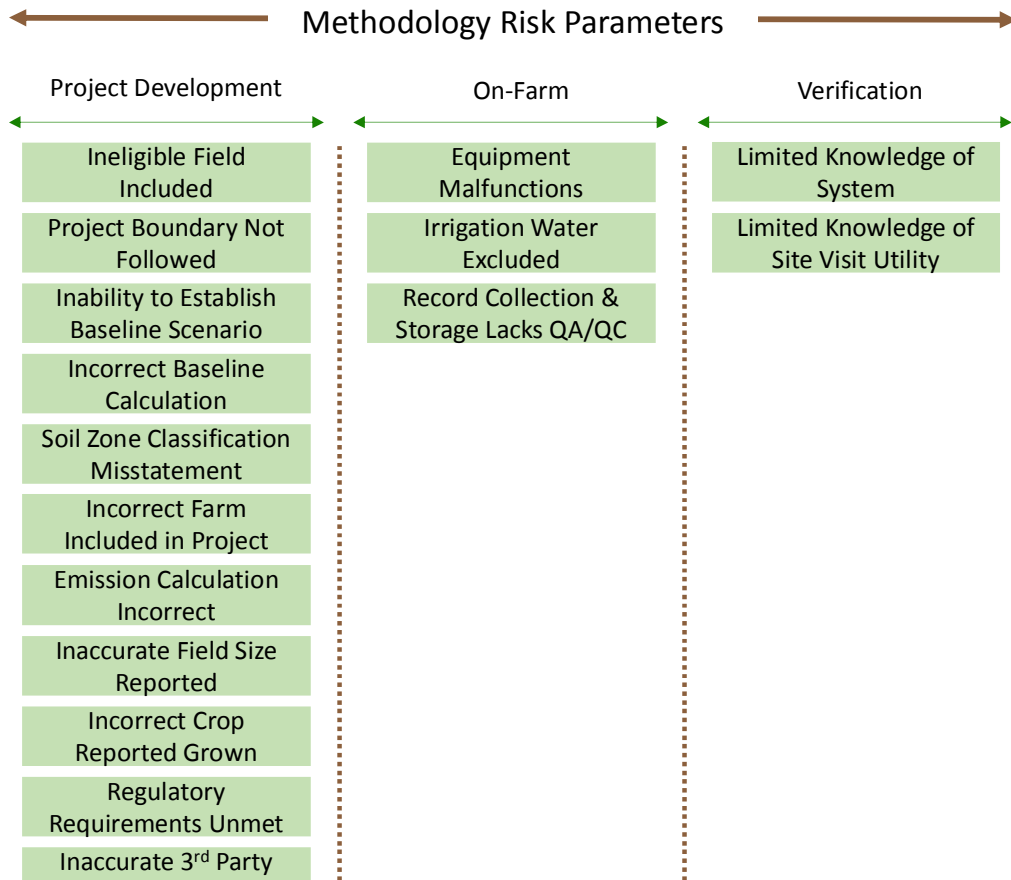 Methodology Risk Parameters
Project Development
Ineligible Field
Included
Project Boundary Not
Followed
Inability to Establish
Baseline Scenario
Incorrect Baseline
Calculation
Soil Zone Classification
Misstatement
Incorrect Farm
Included in Project
Emission Calculation
Incorrect
Inaccurate Field Size
Reported
Incorrect Crop
Reported Grown
Regulatory
Requirements Unmet
Inaccurate 3rd Party
On-Farm
Equipment
Malfunctions
Irrigation Water
Excluded
Record Collection &
Storage Lacks QA/QC
Verification
Limited Knowledge of
System
Limited Knowledge of
Site Visit Utility